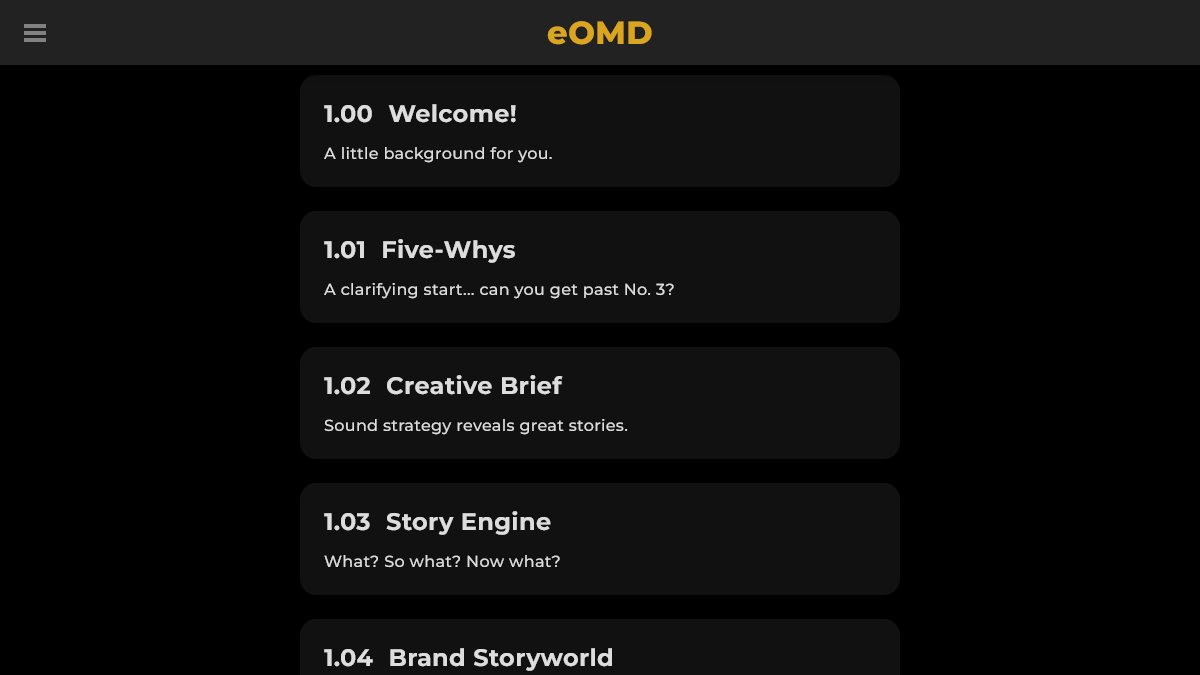 eOMD
1.00 Welcome!
A little background for you.
1.01 Five-Whys
A clarifying start... can you get past No. 3?
1.02 Creative Brief
Sound strategy reveals great stories.
1.03 Story Engine
What? So what? Now what?
1.04 Brand Storyworld